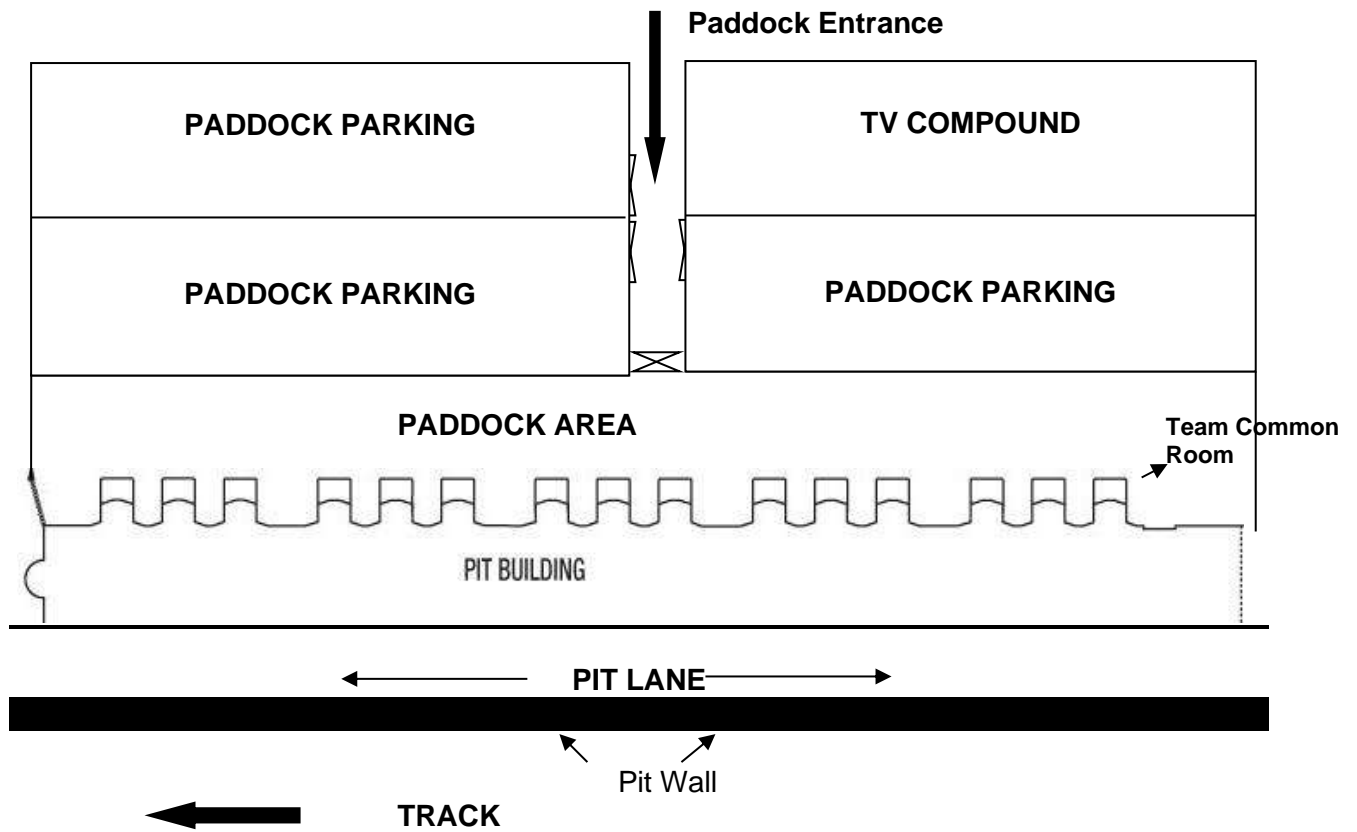 Paddock Entrance
PADDOCK PARKING
TV COMPOUND
PADDOCK PARKING
PADDOCK PARKING
PADDOCK AREA
Team Common
Room
PIT BUILDING
PIT LANE
Pit Wall
TRACK